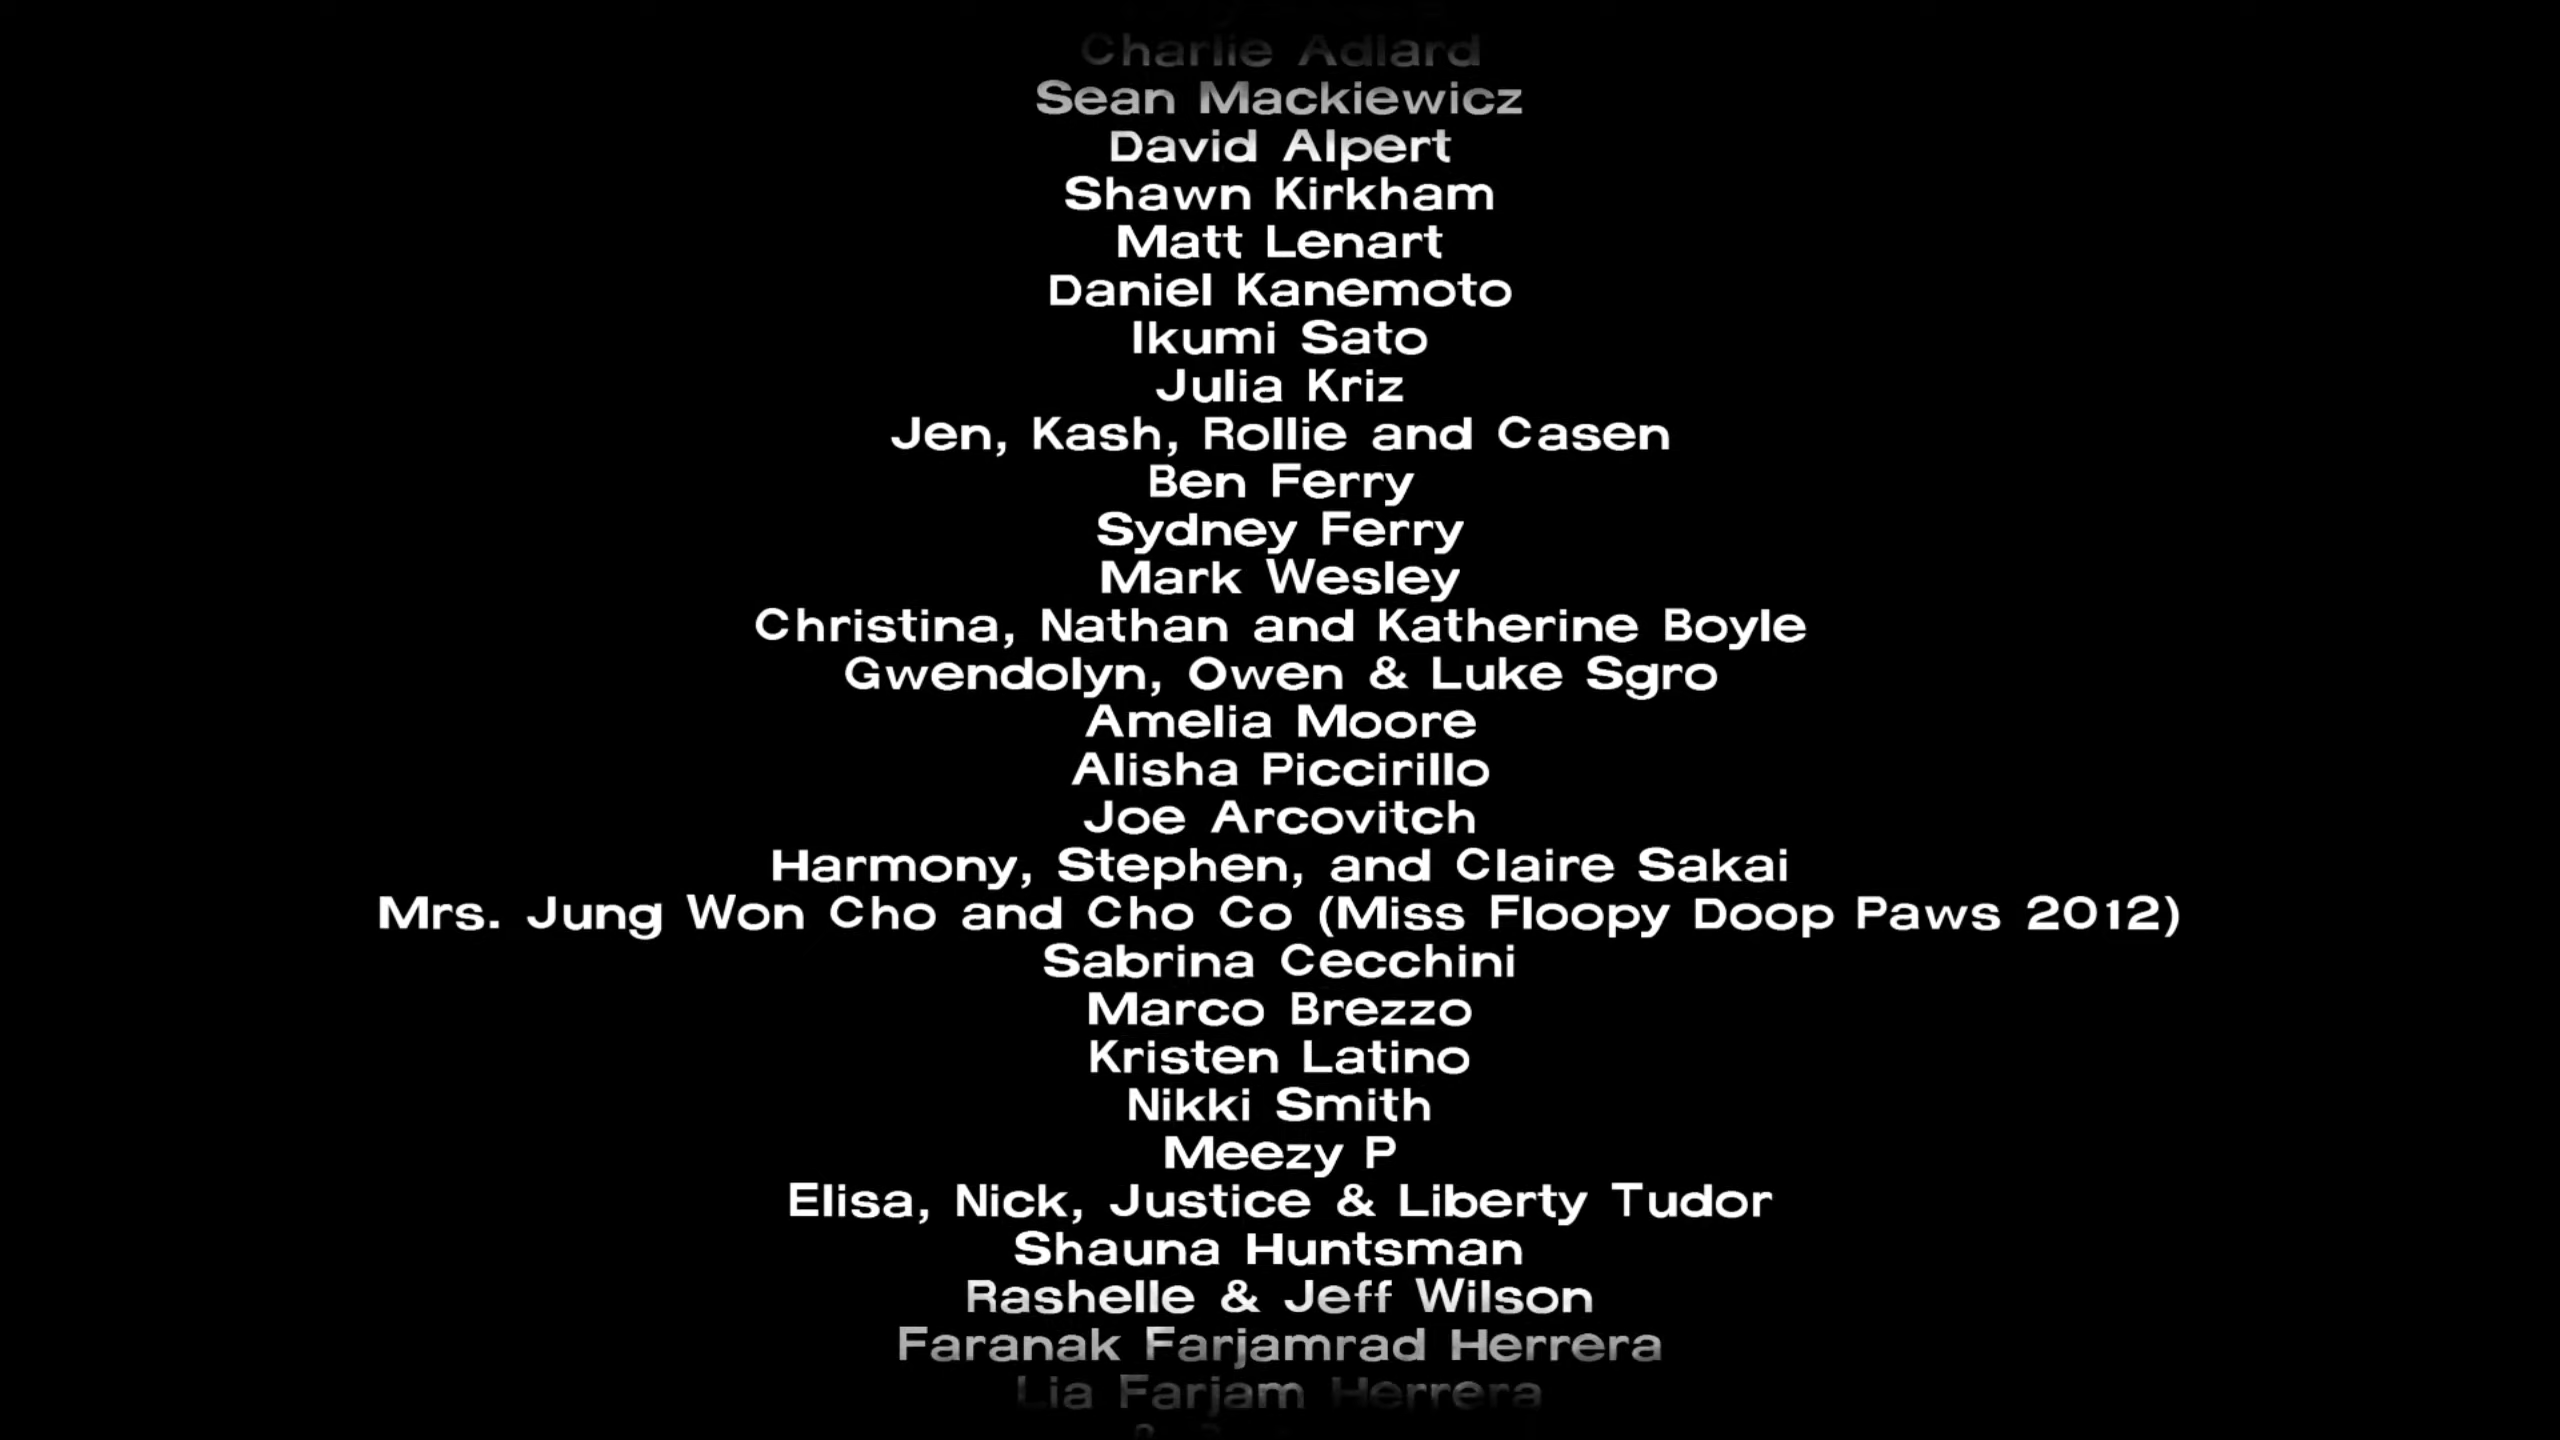 Charlie Adlard
Sean Mackiewicz
David Alpert
Shawn Kirkham
Matt Lenart
Daniel Kanemoto
Ikumi Sato
Julia Kriz
Jen, Kash, Rollie and Casen
Ben Ferry
Sydney Ferry
Mark Wesley
Christina, Nathan and Katherine Boyle
Gwendolyn, Owen & Luke Sgro
Amelia Moore
Alisha Piccirillo
Joe Arcovitch
Harmony, Stephen, and Claire Sakai
Mrs. Jung Won Cho and Cho Co (Miss Floopy Doop Paws 2012)
Sabrina Cecchini
Marco Brezzo
Kristen Latino
Nikki Smith
Meezy P
Elisa, Nick, Justice & Liberty Tudor
Shauna Huntsman
Rashelle & Jeff Wilson
Faranak Farjamrad Herrera
Lia Farjam Herrera